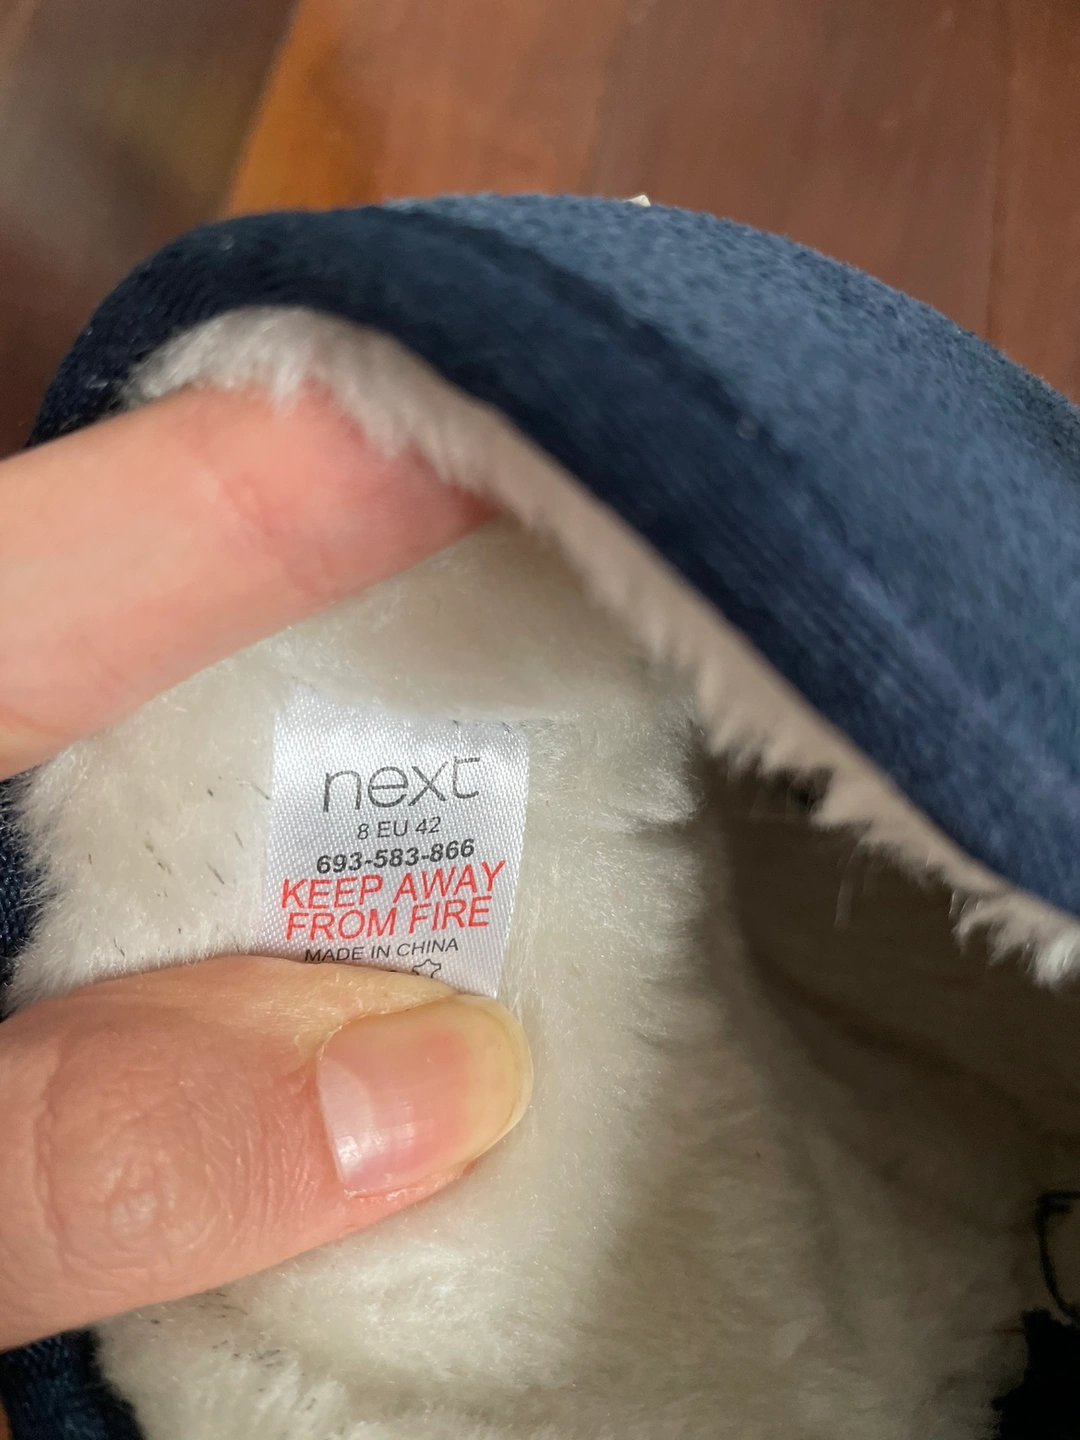 next
8 EU 42
693-583-866
KEEP AWAY
FROM FIRE
MADE IN CHINA